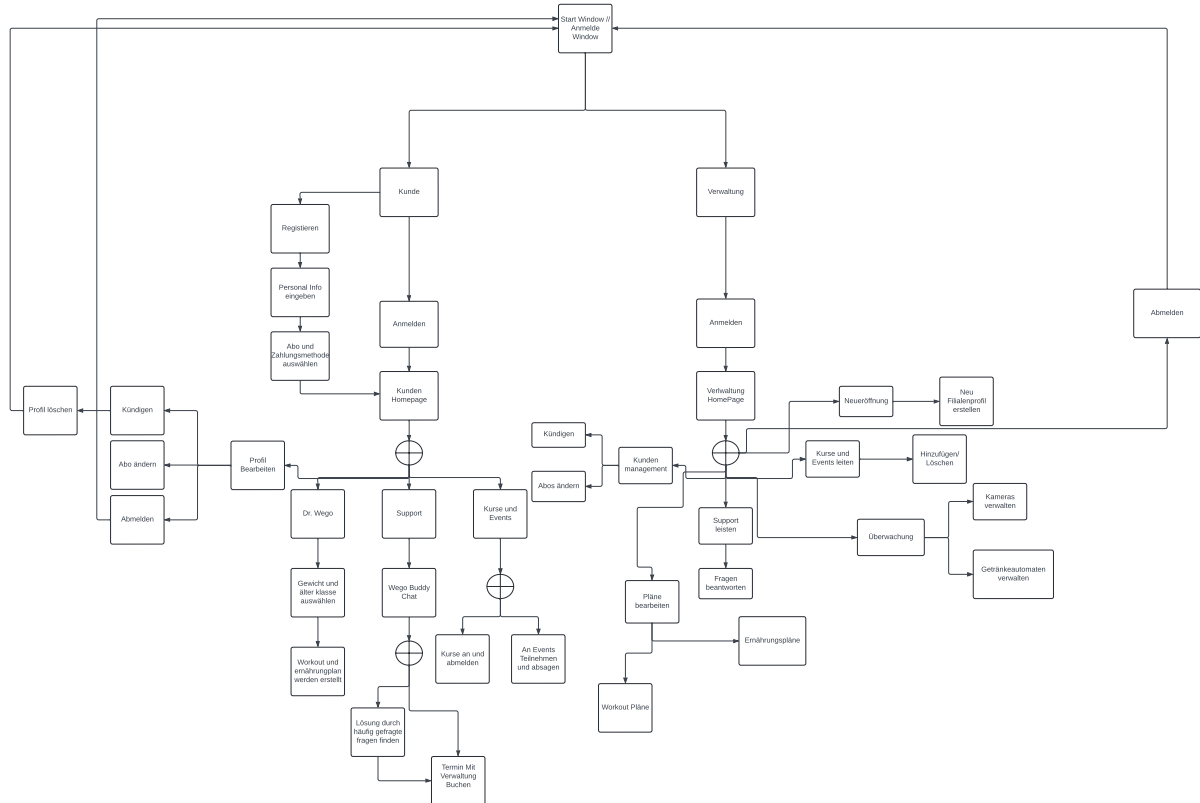 Start Window //
Anmelde
Window
Kunde
Verwaltung
Registieren
Personal Info
eingeben
Anmelden
Anmelden
Abmelden
Abo und
Zahlungsmethode
auswählen
Kunden
Homepage
Verlwaltung
HomePage
Profil löschen
Kündigen
Neueröffnung
Neu
Filialenprofil
erstellen
Abo ändern
Profil
Bearbeiten
Kündigen
Kunden
management
Abos ändern
Kurse und
Events leiten
Hinzufügen/
Löschen
Abmelden
Dr. Wego
Support
Kurse und
Events
Support
leisten
Kameras
verwalten
Überwachung
Getränkeautomaten
verwalten
Gewicht und
älter klasse
auswählen
Wego Buddy
Chat
Fragen
beantworten
Pläne
bearbeiten
Ernährungspläne
Workout und
ernährungplan
werden erstellt
Kurse an und
abmelden
An Events
Teilnehmen
und absagen
Workout Pläne
Lösung durch
häufig gefragte
fragen finden
Termin Mit
Verwaltung
Buchen